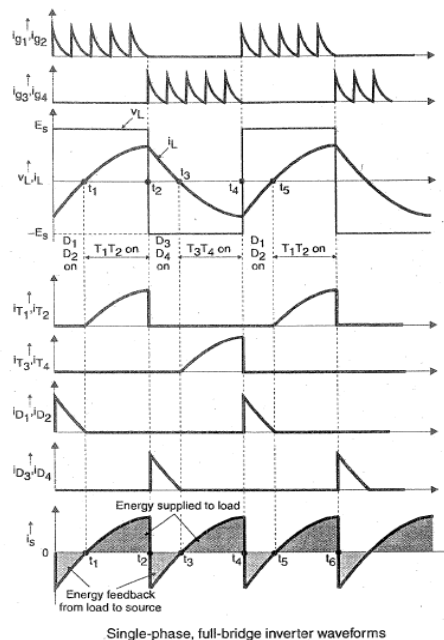 ig1,ig2
ig3,ig4
Es
vL
iL
vL,iL
t1
t2
t3
t4
t5
-Es
D1
D2
on
T1T2 on
D3
D4
on
T3T4 on
D1
D2
on
T1T2 on
iT1,iT2
iT3,iT4
iD1,iD2
iD3,iD4
Energy supplied to load
is
0
t1
t2
t3
t4
t5
t6
Energy feedback
from load to source
Single-phase, full-bridge inverter waveforms